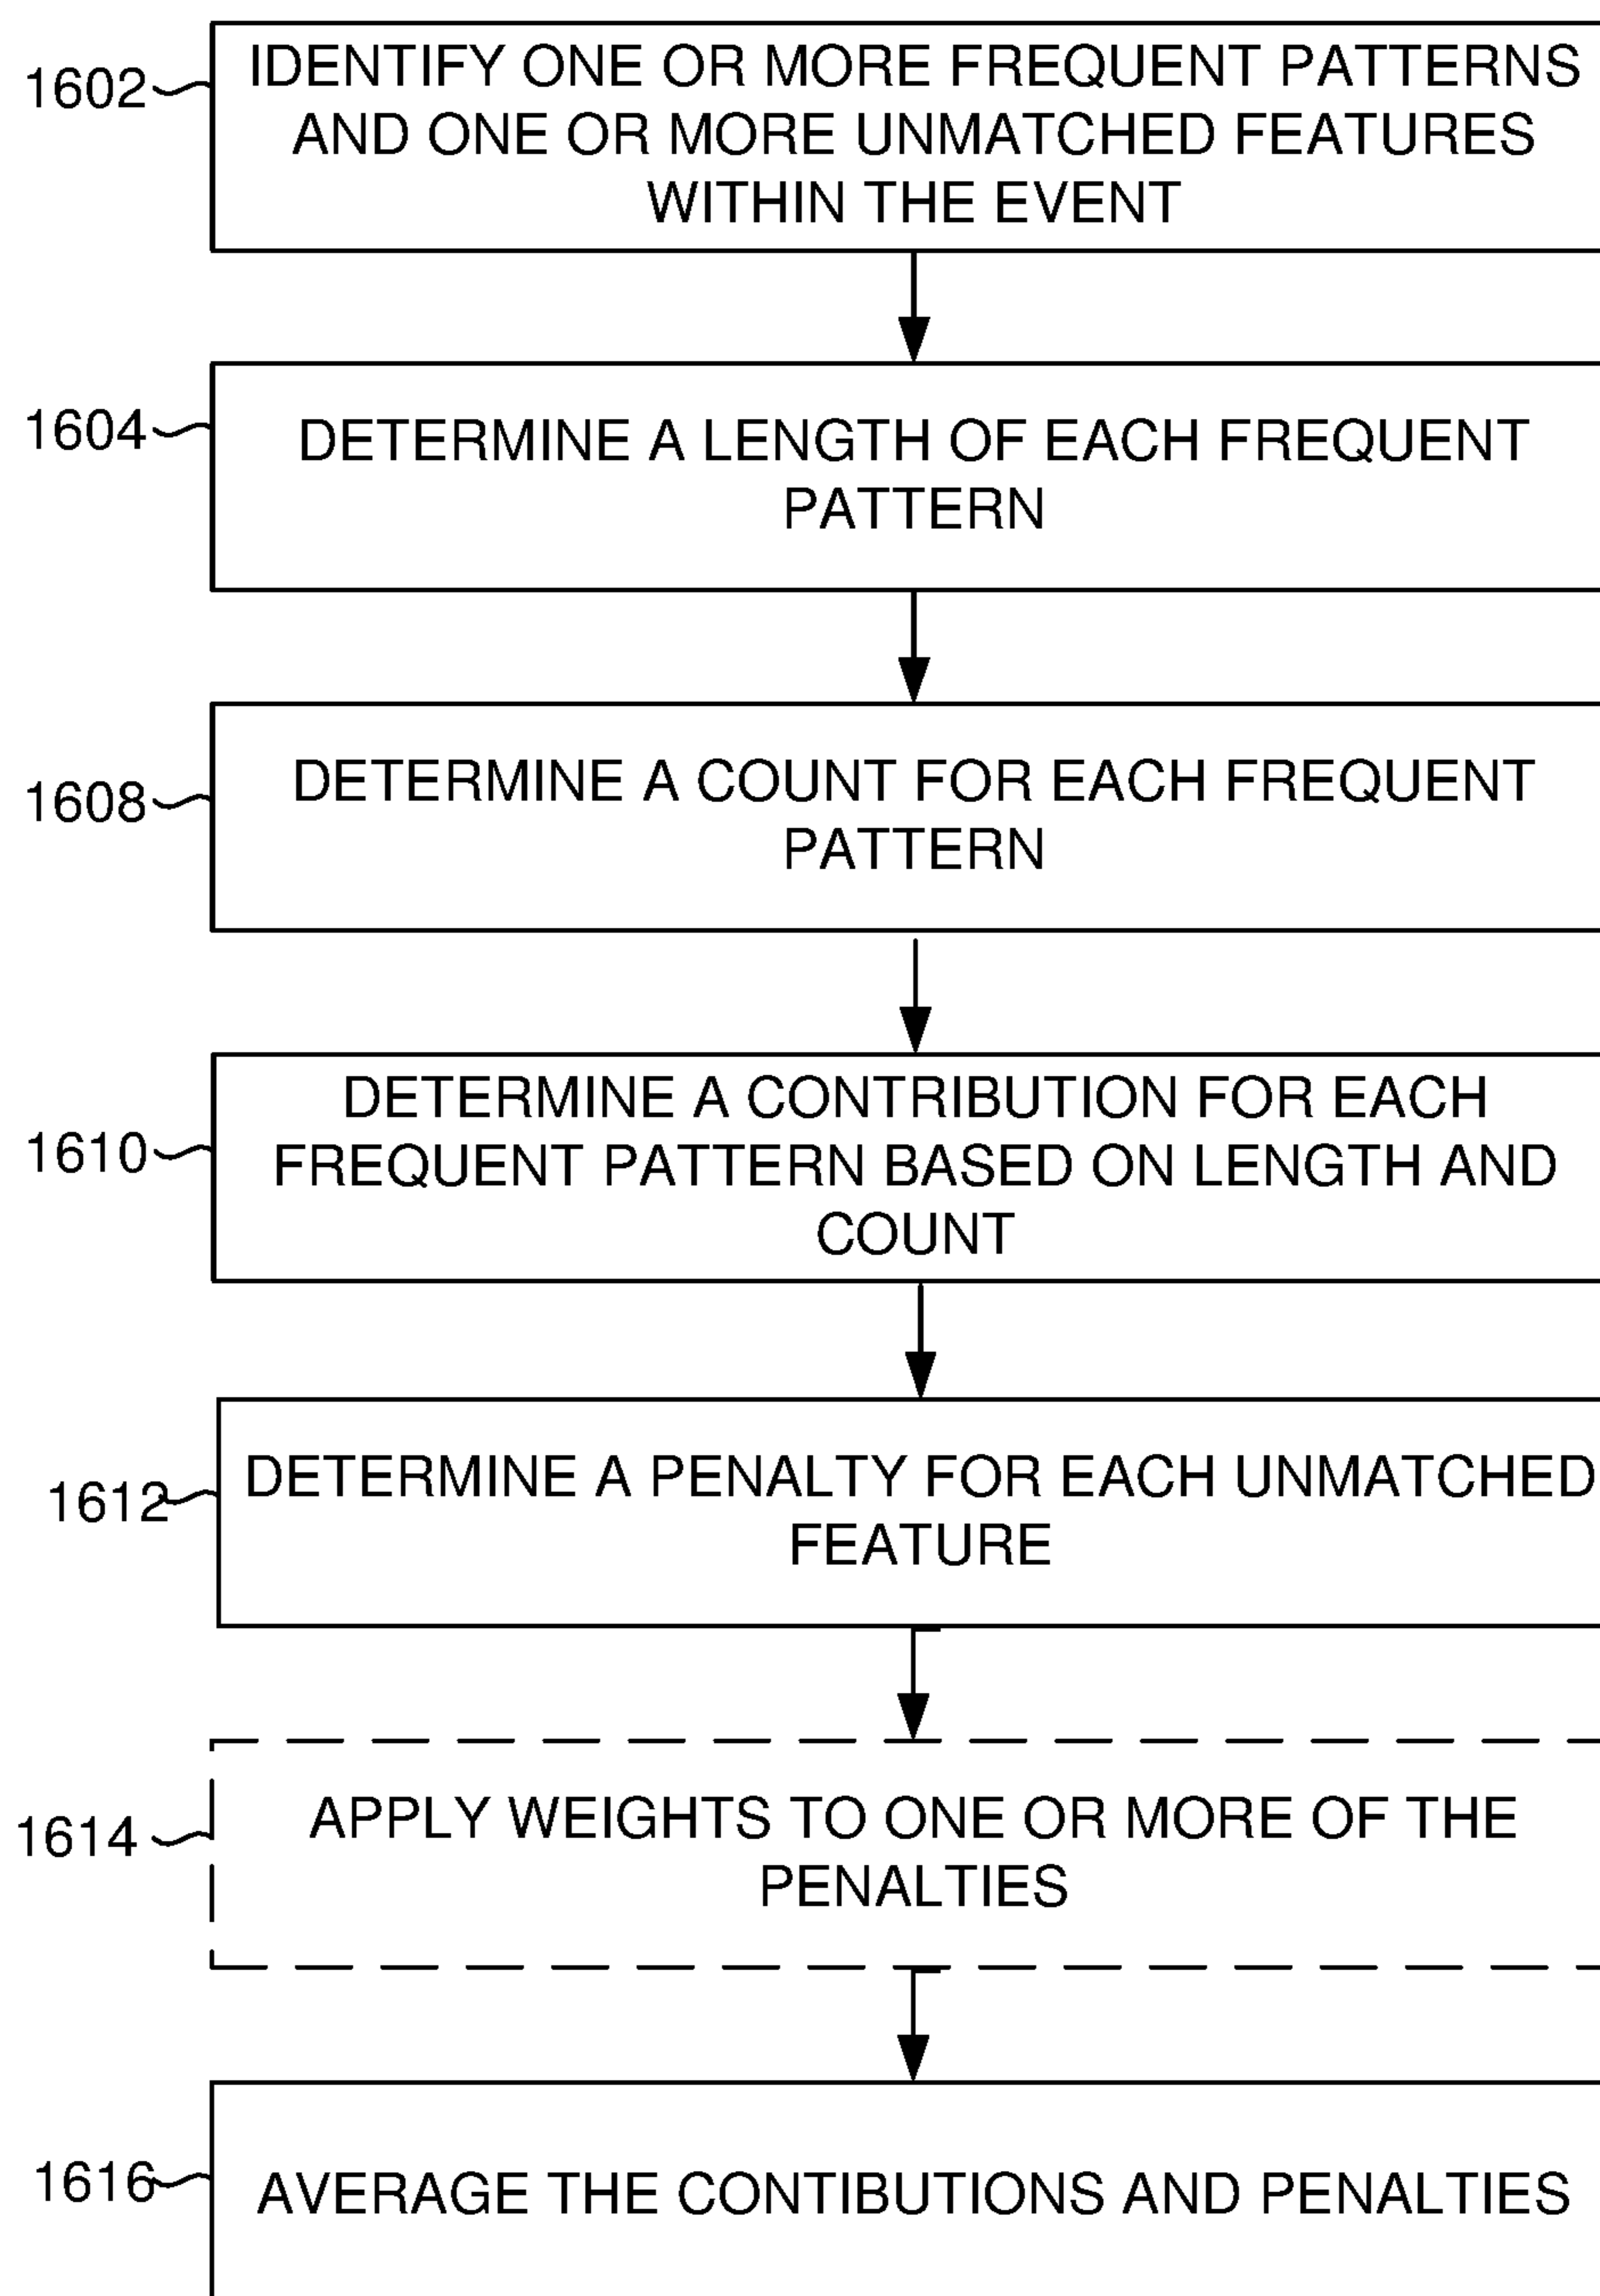 1602
IDENTIFY ONE OR MORE FREQUENT PATTERNS
AND ONE OR MORE UNMATCHED FEATURES
WITHIN THE EVENT
1604
DETERMINE A LENGTH OF EACH FREQUENT
PATTERN
1608
DETERMINE A COUNT FOR EACH FREQUENT
PATTERN
1610
DETERMINE A CONTRIBUTION FOR EACH
FREQUENT PATTERN BASED ON LENGTH AND
COUNT
1612
DETERMINE A PENALTY FOR EACH UNMATCHED
FEATURE
1614
APPLY WEIGHTS TO ONE OR MORE OF THE
PENALTIES
1616
AVERAGE THE CONTIBUTIONS AND PENALTIES